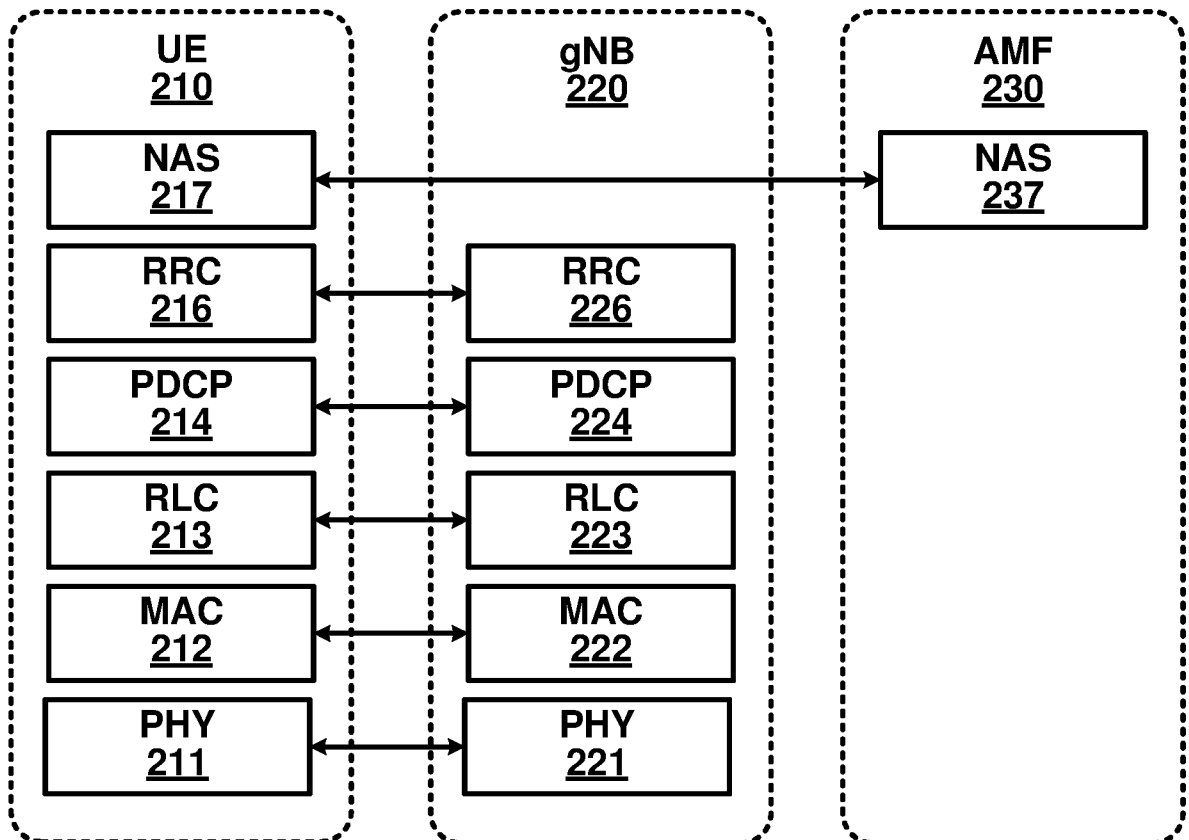 UE
210
gNB
220
AMF
230
NAS
217
NAS
237
RRC
216
RRC
226
PDCP
214
PDCP
224
RLC
213
RLC
223
MAC
212
MAC
222
PHY
211
PHY
221